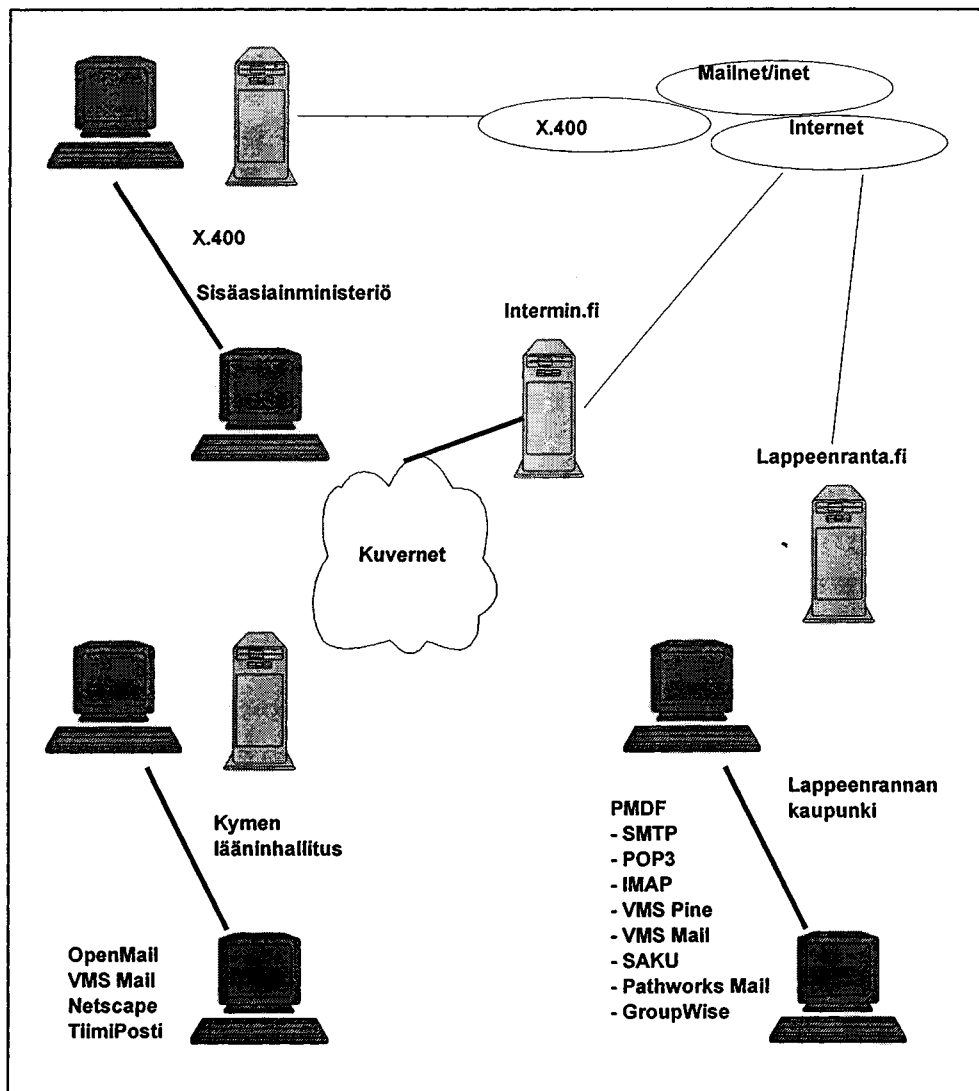 Mailnet/inet
X.400
Internet
X.400
Sisäasiainministeriö
Intermin.fi
Lappeenranta.fi
Kuvernet
Kymen
lääninhallitus
Lappeenrannan
kaupunki
PMDF
- SMTP
- POP3
- IMAP
- VMS Pine
- VMS Mail
- SAKU
- Pathworks Mail
- GroupWise
OpenMail
VMS Mail
Netscape
TiimiPosti